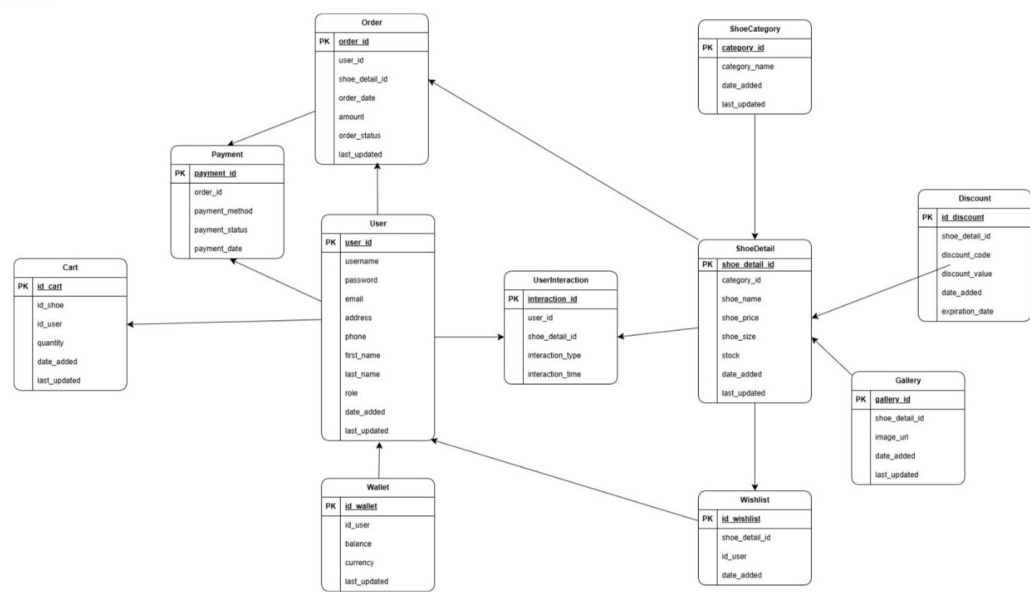 Order
PK order_id
user_id
shoe_detail_id
order_date
amount
order_status
last_updated
ShoeCategory
PK category_id
category_name
date_added
last_updated
Payment
PK payment_id
order_id
payment_method
payment_status
payment_date
User
PK user_id
username
password
email
address
phone
first_name
last_name
role
date_added
last_updated
Cart
PK id_cart
id_shoe
id_user
quantity
date_added
last_updated
UserInteraction
PK interaction_id
user_id
shoe_detail_id
interaction_type
interaction_time
ShoeDetail
PK shoe_detail_id
category_id
shoe_name
shoe_price
shoe_size
stock
date_added
last_updated
Discount
PK id_discount
shoe_detail_id
discount_code
discount_value
date_added
expiration_date
Gallery
PK gallery_id
shoe_detail_id
image_url
date_added
last_updated
Wallet
PK id_wallet
id_user
balance
currency
last_updated
Wishlist
PK id_wishlist
shoe_detail_id
id_user
date_added